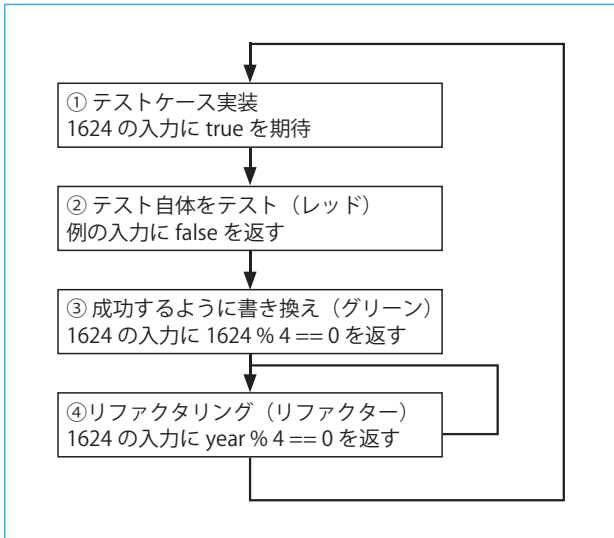 ① テストケース実装
1624 の入力に true を期待
② テスト自体をテスト（レッド）
例の入力に false を返す
③ 成功するように書き換え（グリーン）
1624 の入力に 1624 % 4 == 0 を返す
④リファクタリング（リファクター）
1624 の入力に year % 4 == 0 を返す